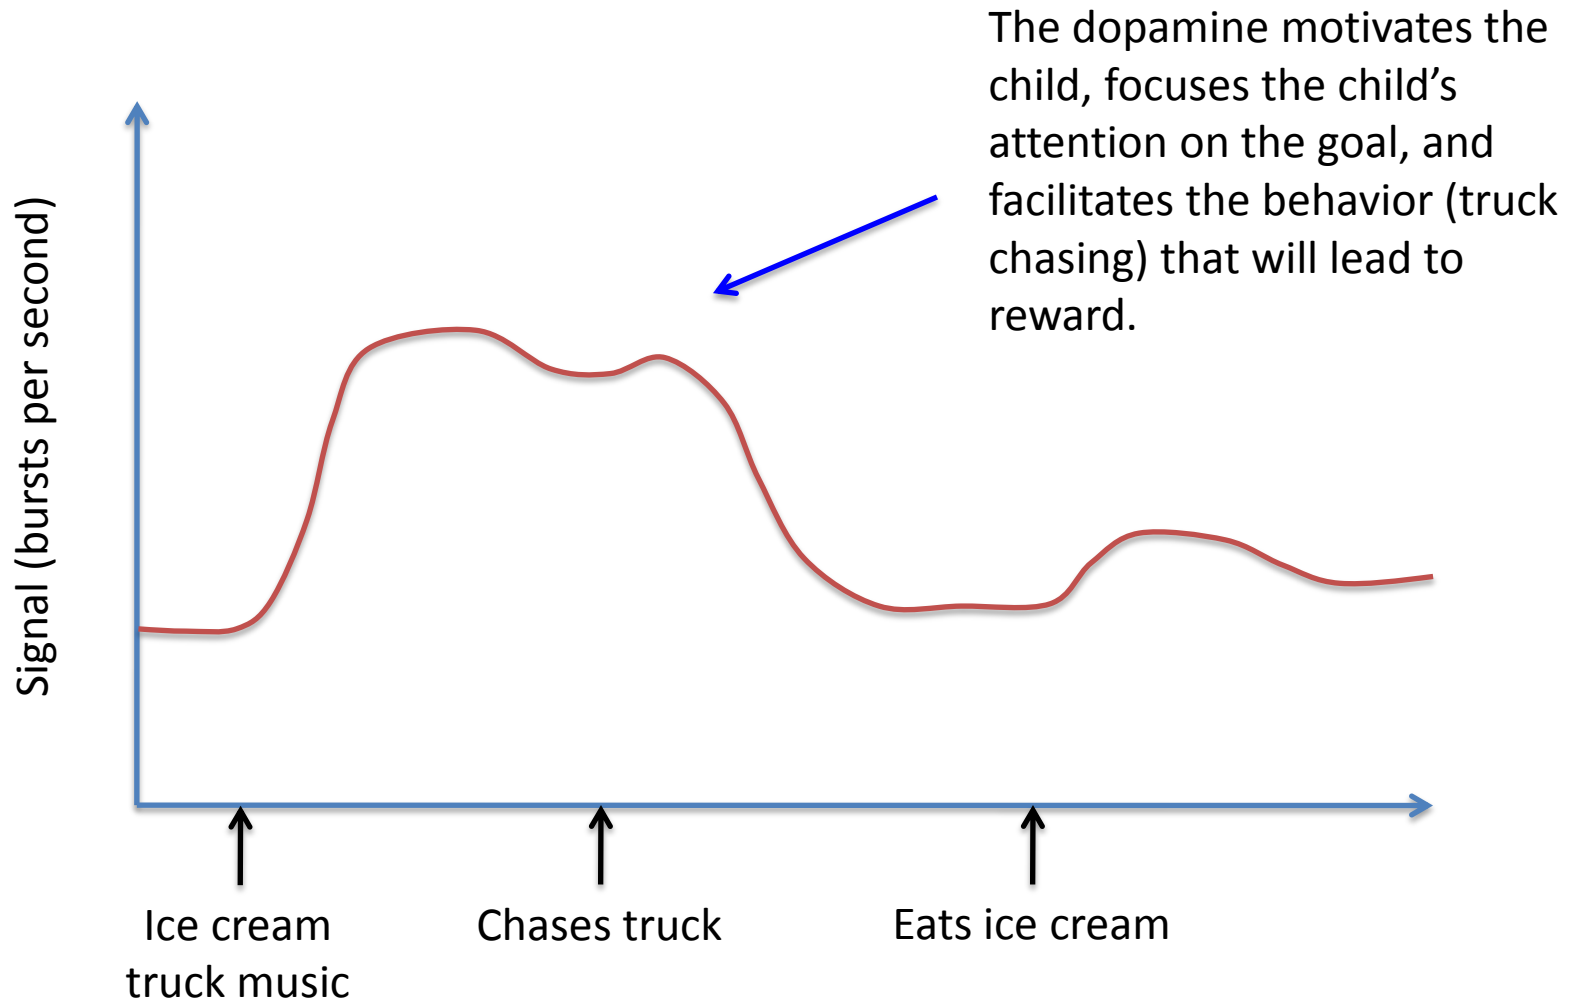 The dopamine motivates the
child, focuses the child’s
attention on the goal, and
facilitates the behavior (truck
chasing) that will lead to
reward.
Signal (bursts per second)
Ice cream
truck music
Chases truck
Eats ice cream